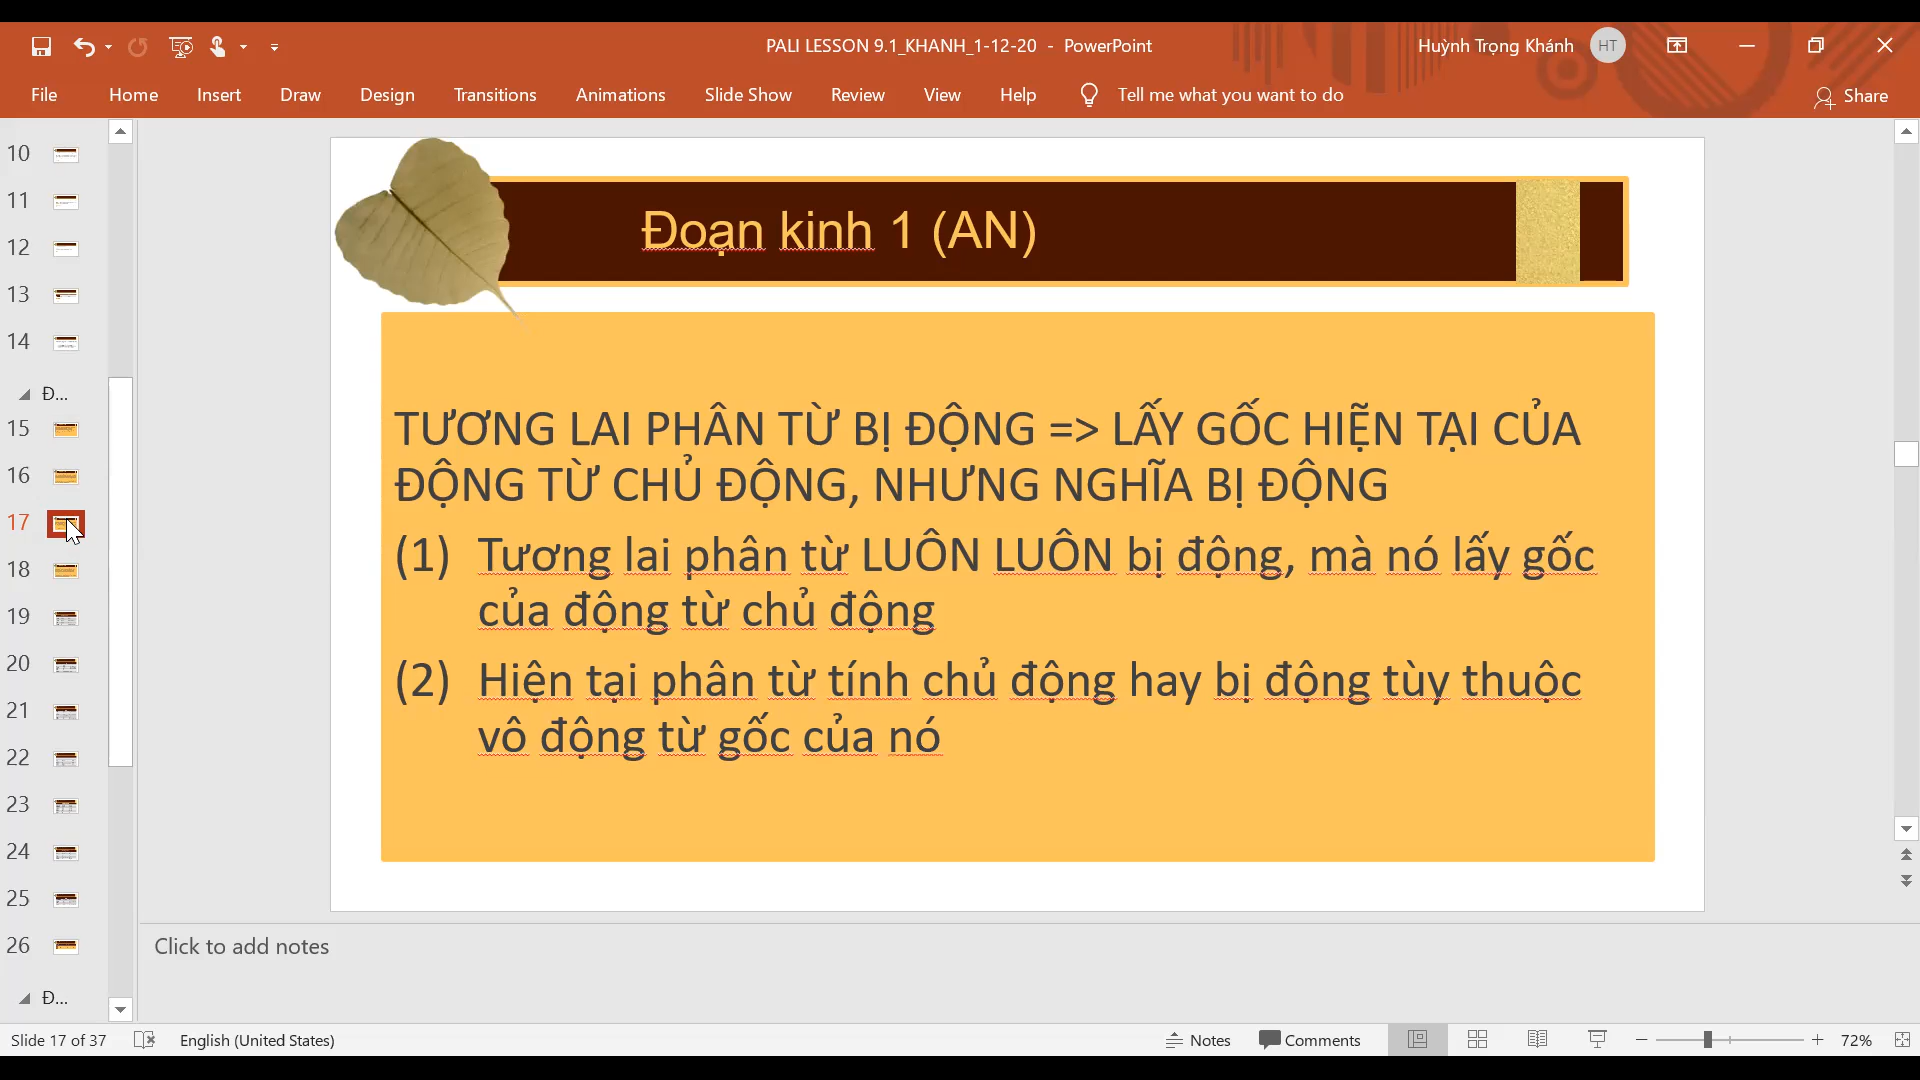 PALI LESSON 9.1_KHANH_1-12-20 - PowerPoint
Huỳnh Trọng Khánh
HT
File
Home
Insert
Draw
Design
Transitions
Animations
Slide Show
Review
View
Help
Tell me what you want to do
Share
10
11
12
13
14
Đ...
15
16
17
18
19
20
21
22
23
24
25
26
Đ...
Đoạn kinh 1 (AN)
TƯƠNG LAI PHÂN TỪ BỊ ĐỘNG => LẤY GỐC HIỆ̃N TẠI CỦA
ĐỘNG TỪ CHỦ ĐỘNG, NHƯNG NGHĨA BỊ ĐỘNG
(1) Tương lai phân từ LUÔN LUÔN bị động, mà nó lấy gốc
của động từ chủ động
(2) Hiện tại phân từ tính chủ động hay bị động tùy thuộc
vô động từ gốc của nó
Click to add notes
Slide 17 of 37
English (United States)
Notes
Comments
72%